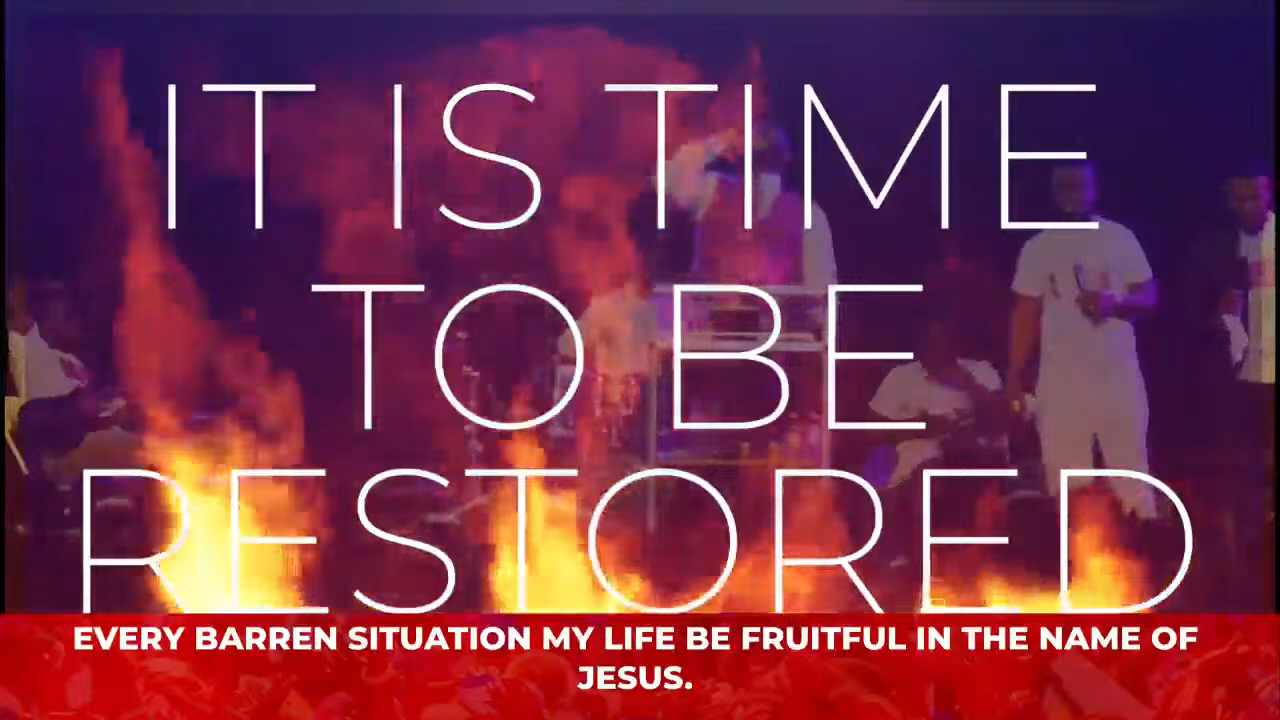 IT IS TIME
TO BE
RESTORED
EVERY BARREN SITUATION MY LIFE BE FRUITFUL IN THE NAME OF
JESUS.